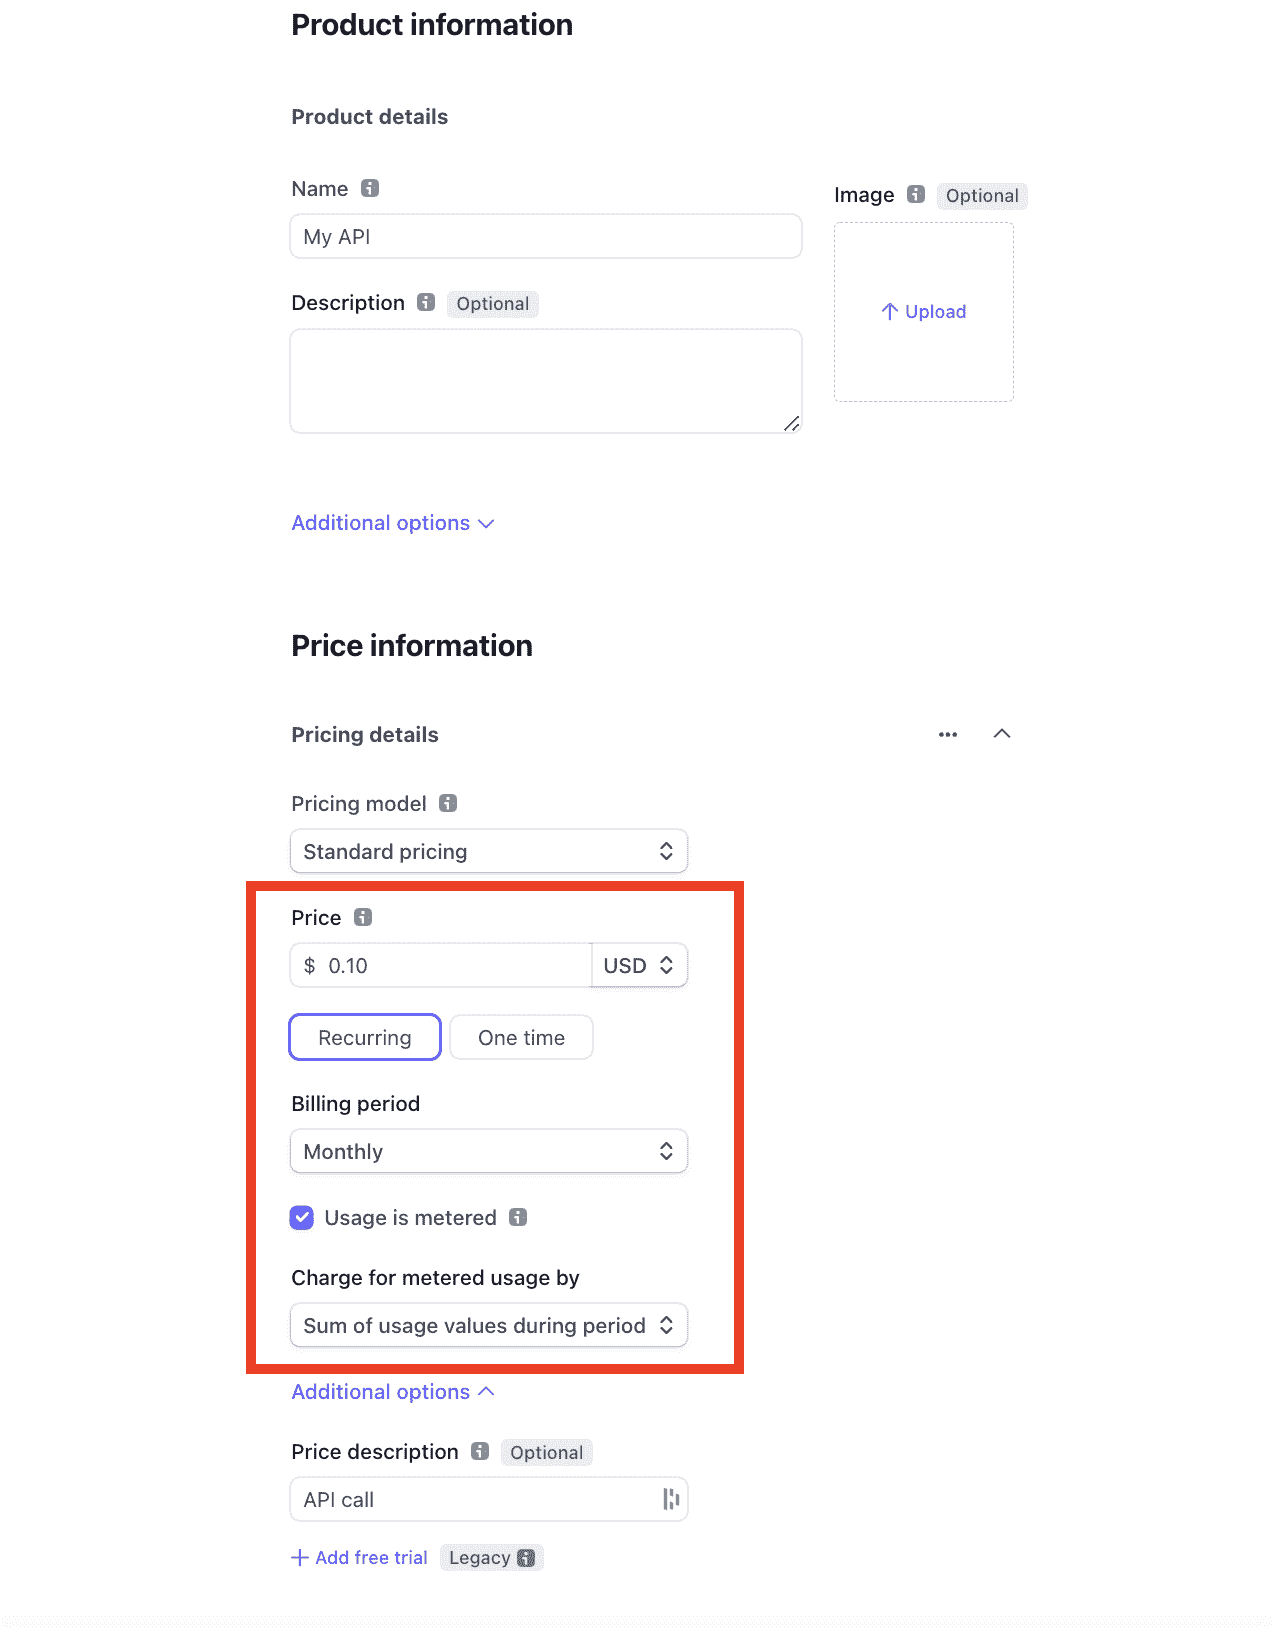 Product information
Product details
Name
Image Optional
My API
Description Optional
Upload
Additional options
Price information
Pricing details
Pricing model
Standard pricing
Price
$ 0.10 USD
Recurring One time
Billing period
Monthly
Usage is metered
Charge for metered usage by
Sum of usage values during period
Additional options
Price description Optional
API call
Add free trial Legacy